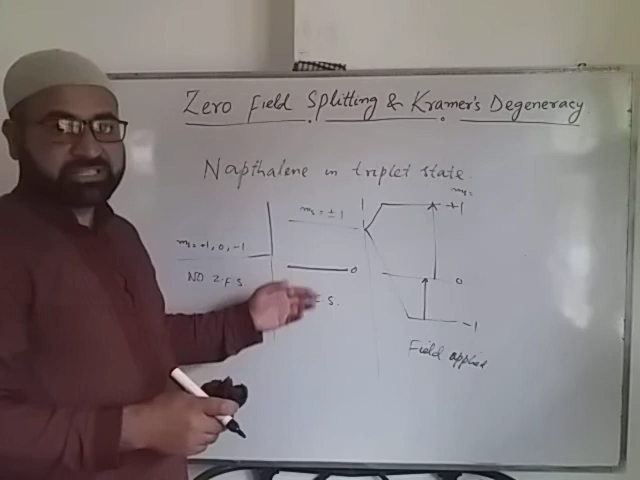 Zero Field Splitting & Kramer's Degeneracy
Napthalene in triplet state.
ms = +1, 0, -1
NO Z.F.S
ms = ± 1
0
F.S.
1
ms
+1
0
-1
Field applied